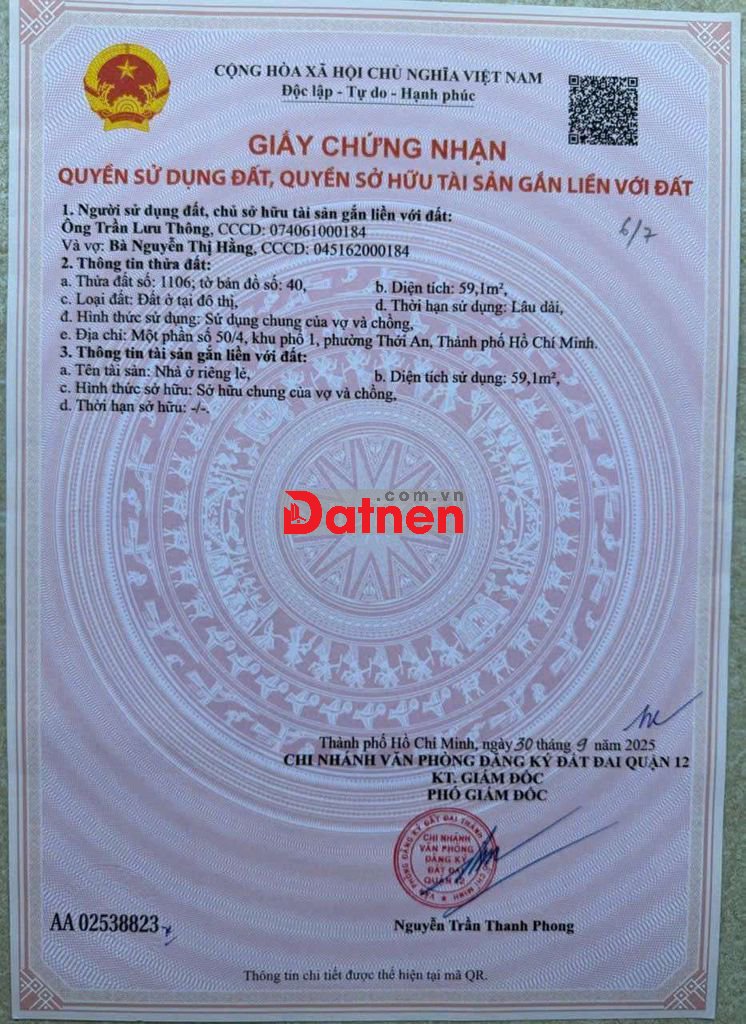 CỘNG HÒA XÃ HỘI CHỦ NGHĨA VIỆT NAM
Độc lập - Tự do - Hạnh phúc
GIẤY CHỨNG NHẬN
QUYỀN SỬ DỤNG ĐẤT, QUYỀN SỞ HỮU TÀI SẢN GẮN LIỀN VỚI ĐẤT
1. Người sử dụng đất, chủ sở hữu tài sản gắn liền với đất:
Ông Trần Lưu Thông, CCCD: 074061000184
6/7
Và vợ: Bà Nguyễn Thị Hằng, CCCD: 045162000184
2. Thông tin thửa đất:
a. Thửa đất số: 1106; tờ bản đồ số: 40, b. Diện tích: 59,1m²,
c. Loại đất: Đất ở tại đô thị, d. Thời hạn sử dụng: Lâu dài,
đ. Hình thức sử dụng: Sử dụng chung của vợ và chồng,
e. Địa chỉ: Một phần số 50/4, khu phố 1, phường Thới An, Thành phố Hồ Chí Minh.
3. Thông tin tài sản gắn liền với đất:
a. Tên tài sản: Nhà ở riêng lẻ, b. Diện tích sử dụng: 59,1m²,
c. Hình thức sở hữu: Sở hữu chung của vợ và chồng,
d. Thời hạn sở hữu: -/-.
.com.vn
Datnen
Thành phố Hồ Chí Minh, ngày 30 tháng 9 năm 2025
CHI NHÁNH VĂN PHÒNG ĐĂNG KÝ ĐẤT ĐAI QUẬN 12
KT. GIÁM ĐỐC
PHÓ GIÁM ĐỐC
CHI NHÁNH
VĂN PHÒNG
ĐĂNG KÝ
ĐẤT ĐAI
Nguyễn Trần Thanh Phong
AA 02538823
Thông tin chi tiết được thể hiện tại mã QR.